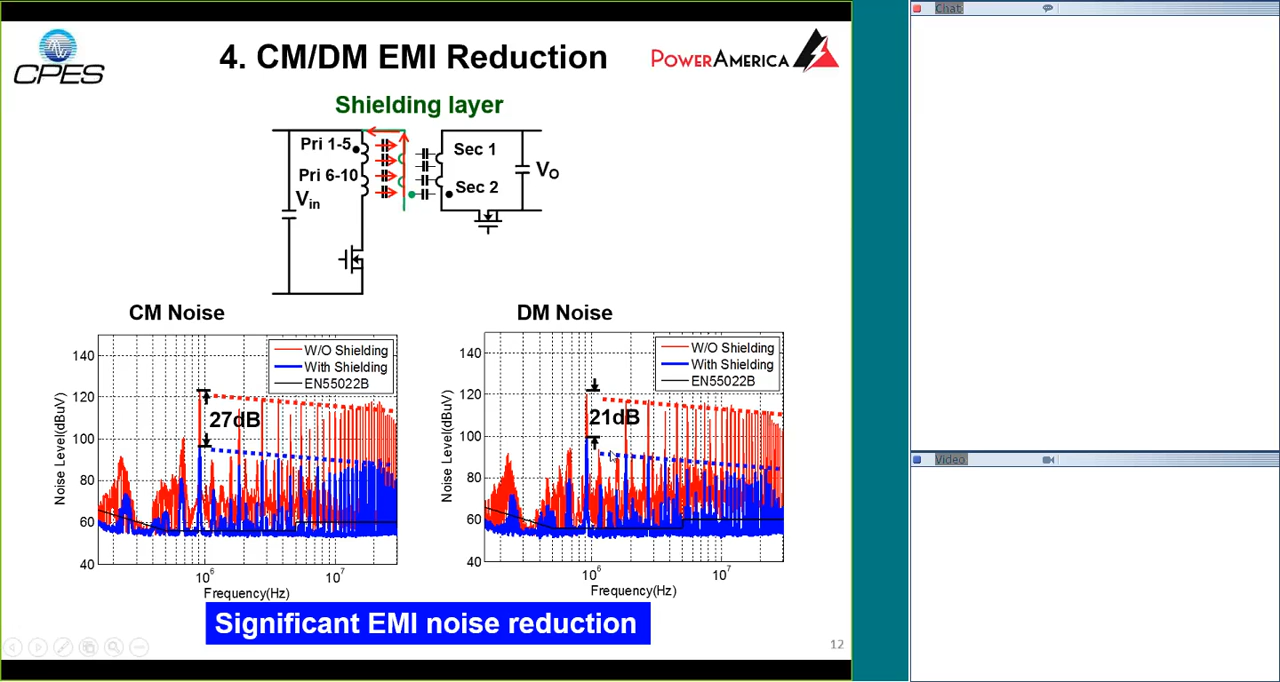 CPES
4. CM/DM EMI Reduction
POWERAMERICA
Shielding layer
Pri 1-5
Pri 6-10
Vin
Sec 1
Sec 2
VO
CM Noise
W/O Shielding
With Shielding
EN55022B
27dB
Noise Level(dBuV)
140
120
100
80
60
40
10^6
10^7
Frequency(Hz)
DM Noise
W/O Shielding
With Shielding
EN55022B
21dB
Noise Level(dBuV)
140
120
100
80
60
40
10^6
10^7
Frequency(Hz)
Significant EMI noise reduction
12
Chat
Video